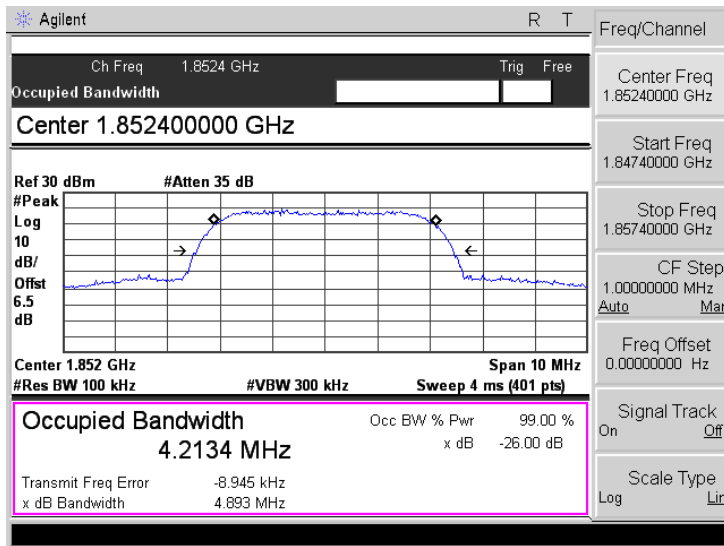 Agilent R T
Ch Freq 1.8524 GHz Trig Free
Occupied Bandwidth
Center 1.852400000 GHz
Ref 30 dBm #Atten 35 dB
#Peak
Log
10
dB/
Offst
6.5
dB
Center 1.852 GHz Span 10 MHz
#Res BW 100 kHz #VBW 300 kHz Sweep 4 ms (401 pts)
Occupied Bandwidth Occ BW % Pwr 99.00 %
4.2134 MHz x dB -26.00 dB
Transmit Freq Error -8.945 kHz
x dB Bandwidth 4.893 MHz
Freq/Channel
Center Freq
1.85240000 GHz
Start Freq
1.84740000 GHz
Stop Freq
1.85740000 GHz
CF Step
1.00000000 MHz
Auto Mar
Freq Offset
0.00000000 Hz
Signal Track
On Off
Scale Type
Log Lin